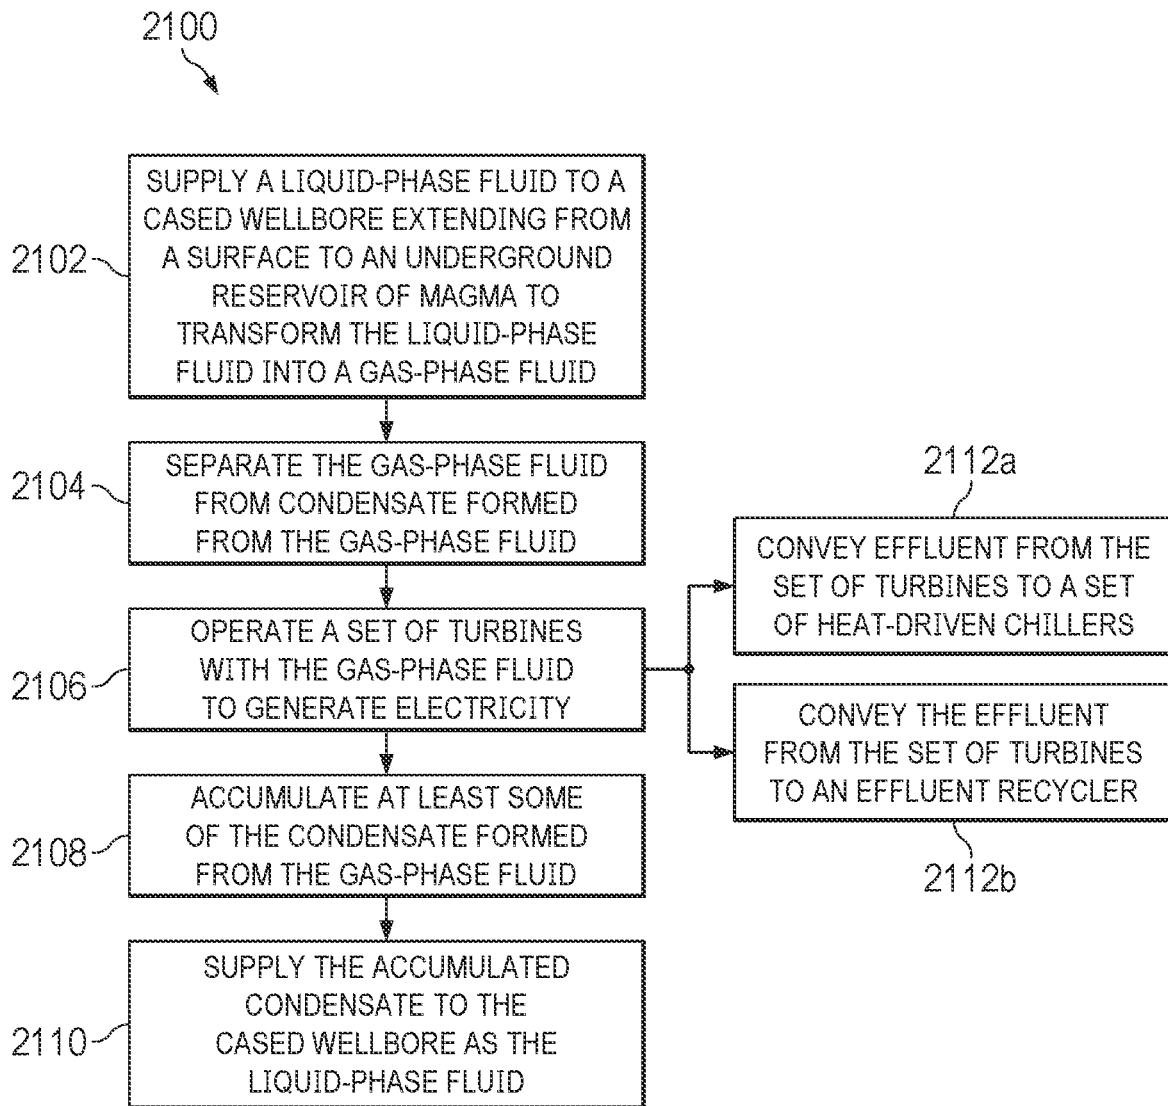 2100
2102
SUPPLY A LIQUID-PHASE FLUID TO A
CASED WELLBORE EXTENDING FROM
A SURFACE TO AN UNDERGROUND
RESERVOIR OF MAGMA TO
TRANSFORM THE LIQUID-PHASE
FLUID INTO A GAS-PHASE FLUID
2104
SEPARATE THE GAS-PHASE FLUID
FROM CONDENSATE FORMED
FROM THE GAS-PHASE FLUID
2106
OPERATE A SET OF TURBINES
WITH THE GAS-PHASE FLUID
TO GENERATE ELECTRICITY
2112a
CONVEY EFFLUENT FROM THE
SET OF TURBINES TO A SET
OF HEAT-DRIVEN CHILLERS
CONVEY THE EFFLUENT
FROM THE SET OF TURBINES
TO AN EFFLUENT RECYCLER
2112b
2108
ACCUMULATE AT LEAST SOME
OF THE CONDENSATE FORMED
FROM THE GAS-PHASE FLUID
2110
SUPPLY THE ACCUMULATED
CONDENSATE TO THE
CASED WELLBORE AS THE
LIQUID-PHASE FLUID